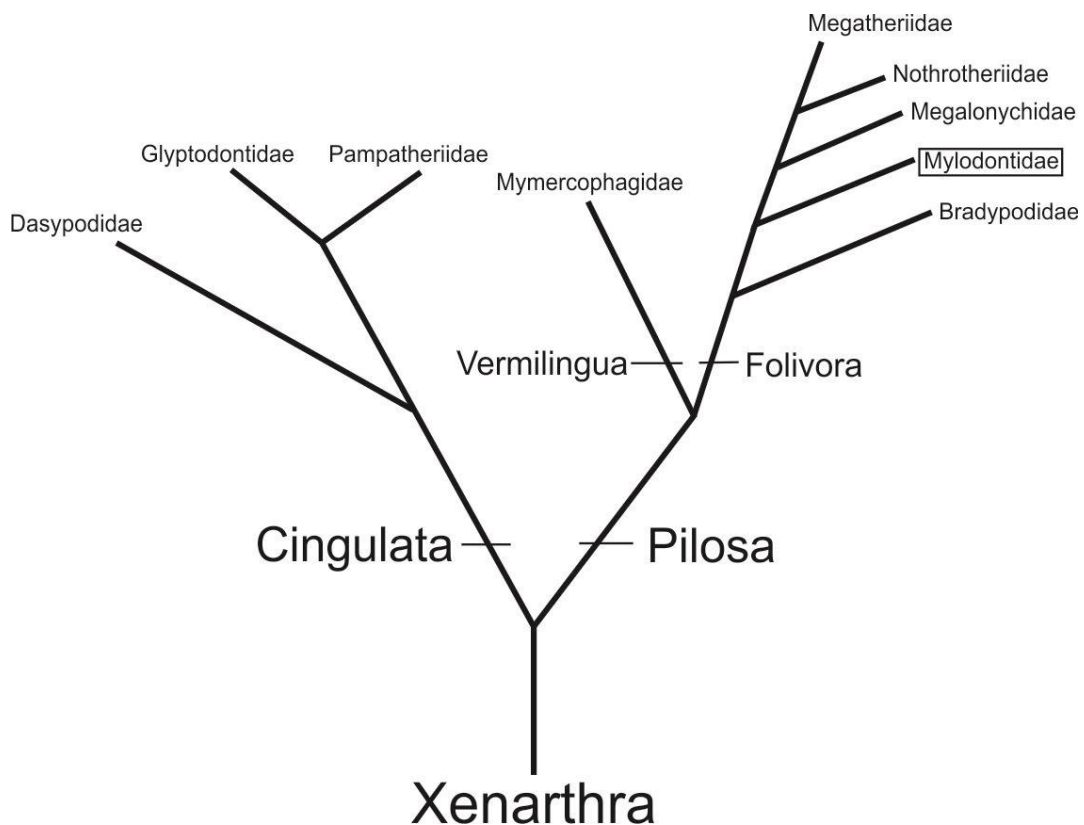 Megatheriidae
Nothrotheriidae
Megalonychidae
Glyptodontidae
Pampatheriidae
Mylodontidae
Mymercophagidae
Dasypodidae
Bradypodidae
Vermilingua
Folivora
Cingulata
Pilosa
Xenarthra